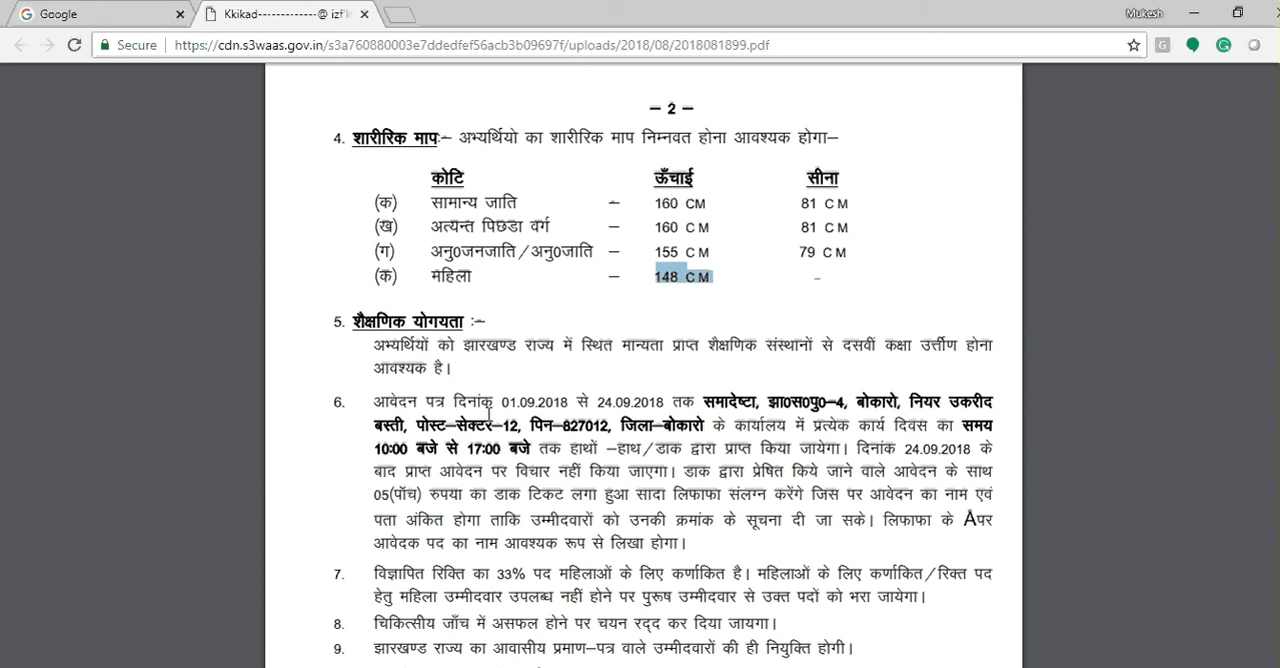 Google
Kkikad-------------@ izf'k
Mukesh
Secure
https://cdn.s3waas.gov.in/s3a760880003e7ddedfef56acb3b09697f/uploads/2018/08/2018081899.pdf
– 2 –
4. शारीरिक मापः– अभ्यर्थियो का शारीरिक माप निम्नवत होना आवश्यक होगा–
कोटि ऊँचाई सीना
(क) सामान्य जाति – 160 CM 81 C M
(ख) अत्यन्त पिछडा वर्ग – 160 C M 81 C M
(ग) अनु0जनजाति/अनु0जाति – 155 C M 79 C M
(क) महिला – 148 C M –
5. शैक्षणिक योगयता :–
अभ्यर्थियों को झारखण्ड राज्य में स्थित मान्यता प्राप्त शैक्षणिक संस्थानों से दसवीं कक्षा उर्त्तीण होना
आवश्यक है।
6. आवेदन पत्र दिनांक 01.09.2018 से 24.09.2018 तक समादेष्टा, झा0स0पु0–4, बोकारो, नियर उकरीद
बस्ती, पोस्ट–सेक्टर–12, पिन–827012, जिला–बोकारो के कार्यालय में प्रत्येक कार्य दिवस का समय
10:00 बजे से 17:00 बजे तक हाथों –हाथ/डाक द्वारा प्राप्त किया जायेगा। दिनांक 24.09.2018 के
बाद प्राप्त आवेदन पर विचार नहीं किया जाएगा। डाक द्वारा प्रेषित किये जाने वाले आवेदन के साथ
05(पॉच) रुपया का डाक टिकट लगा हुआ सादा लिफाफा संलग्न करेंगे जिस पर आवेदन का नाम एवं
पता अंकित होगा ताकि उम्मीदवारों को उनकी क्रमांक के सूचना दी जा सके। लिफाफा के Åपर
आवेदक पद का नाम आवश्यक रूप से लिखा होगा।
7. विज्ञापित रिक्ति का 33% पद महिलाओं के लिए कर्णाकित है। महिलाओं के लिए कर्णाकित/रिक्त पद
हेतु महिला उम्मीदवार उपलब्ध नहीं होने पर पुरूष उम्मीदवार से उक्त पदों को भरा जायेगा।
8. चिकित्सीय जाँच में असफल होने पर चयन रद्द कर दिया जायगा।
9. झारखण्ड राज्य का आवासीय प्रमाण–पत्र वाले उम्मीदवारों की ही नियुक्ति होगी।